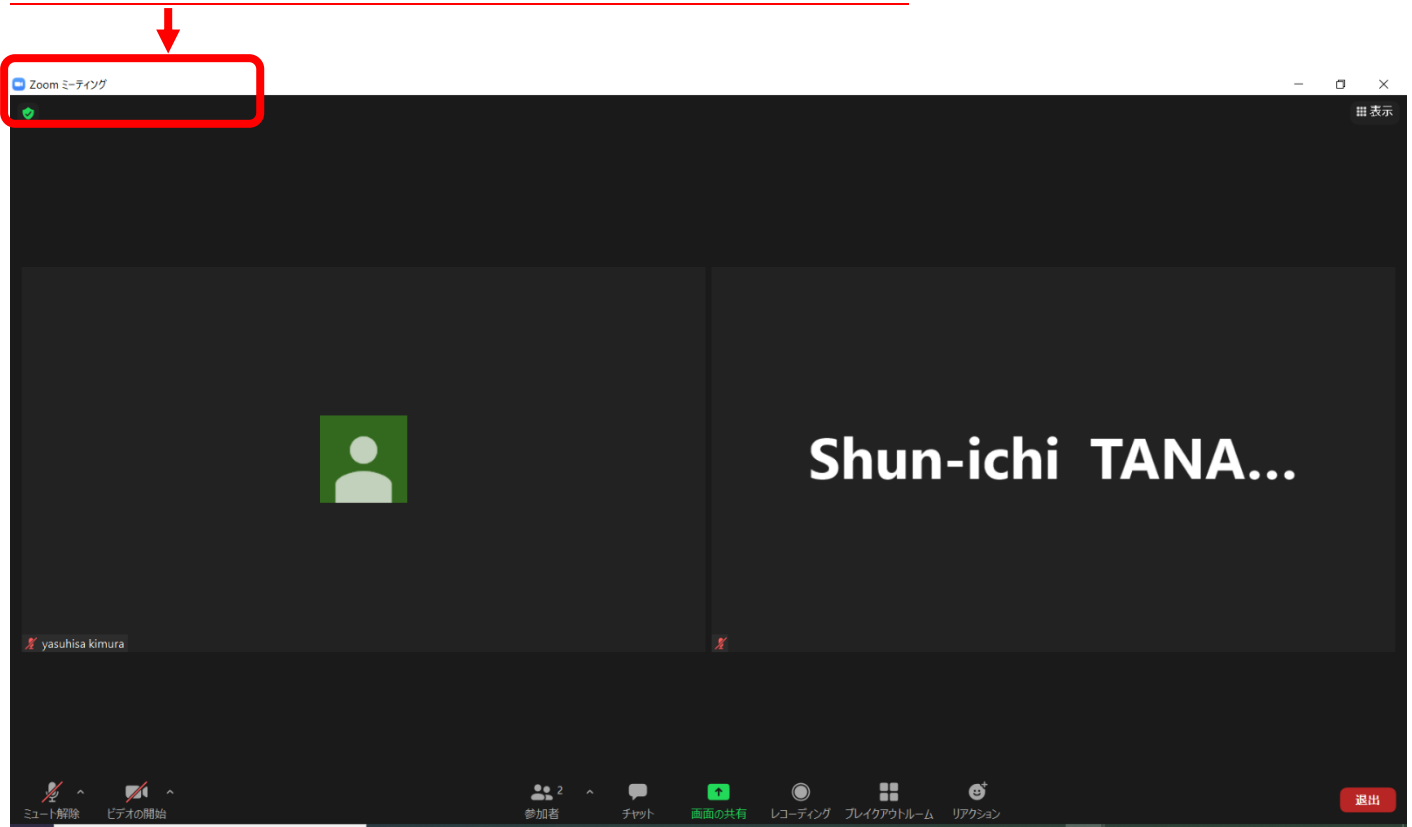 Zoom ミーティング
表示
Shun-ichi TANA...
yasuhisa kimura
ミュート解除
ビデオの開始
2
参加者
チャット
画面の共有
レコーディング
ブレイクアウトルーム
リアクション
退出